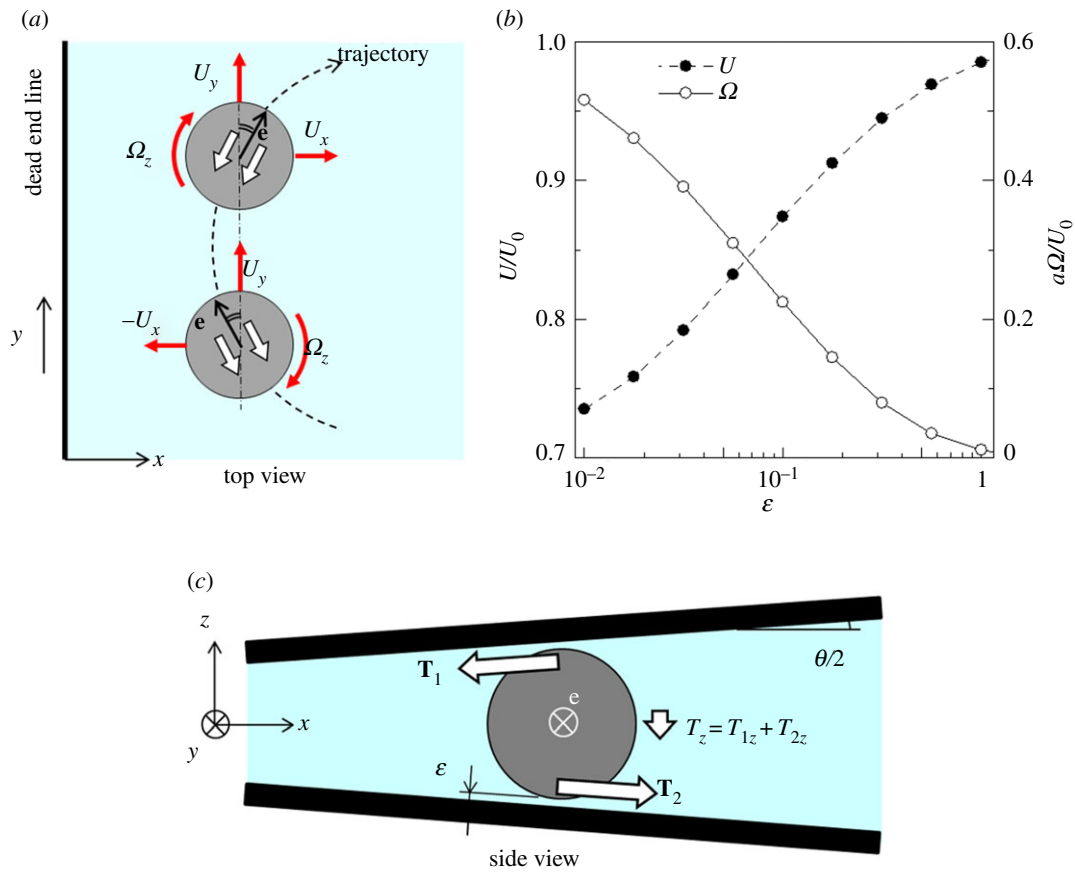 (a)
dead end line
trajectory
U_y
e
U_x
Ω_z
U_y
e
–U_x
Ω_z
y
x
top view
(b)
U
Ω
1.0
0.9
0.8
0.7
U/U_0
0.6
0.4
0.2
0
aΩ/U_0
10^–2
10^–1
1
ε
(c)
z
x
y
T_1
e
θ/2
T_z = T_1z + T_2z
ε
T_2
side view